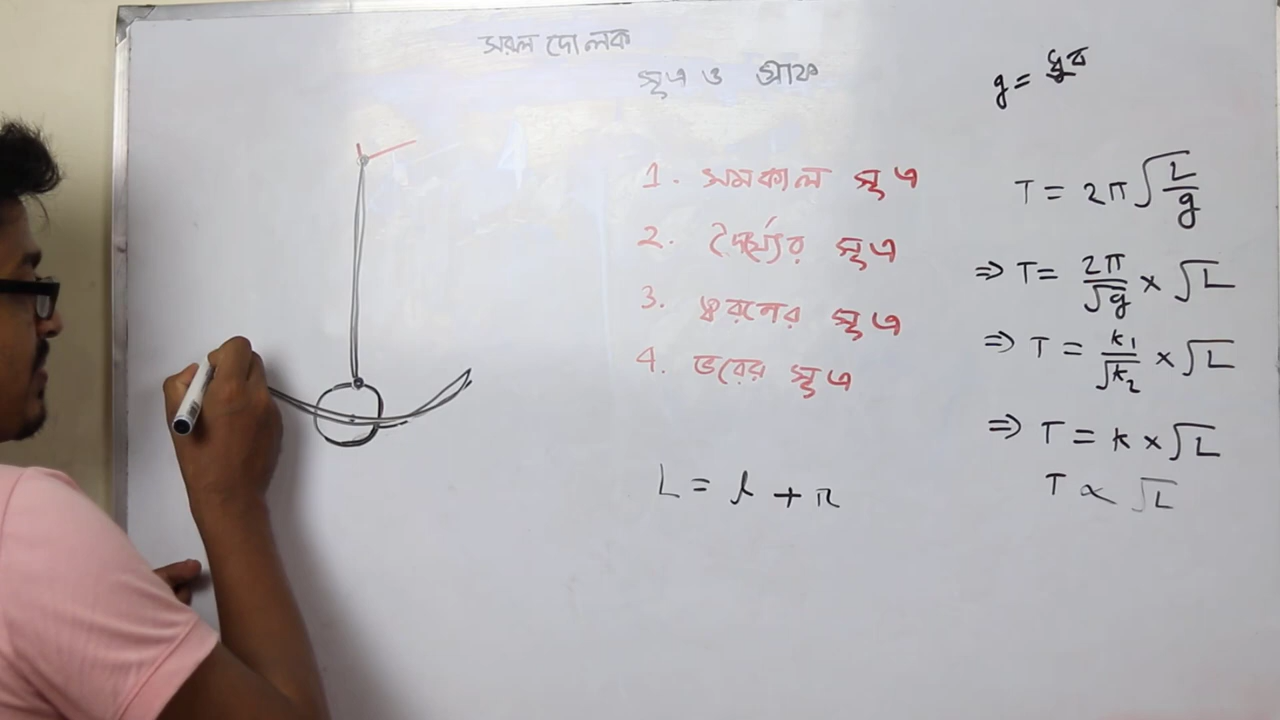 সরল দোলক
সূত্র ও গ্রাফ
1. সমকাল সূত্র
2. দৈর্ঘ্যের সূত্র
3. ত্বরণের সূত্র
4. ভরের সূত্র
L = l + r
g = ধ্রুব
T = 2π√(L/g)
⇒ T = 2π/√g × √L
⇒ T = k₁/√k₂ × √L
⇒ T = k × √L
T ∝ √L